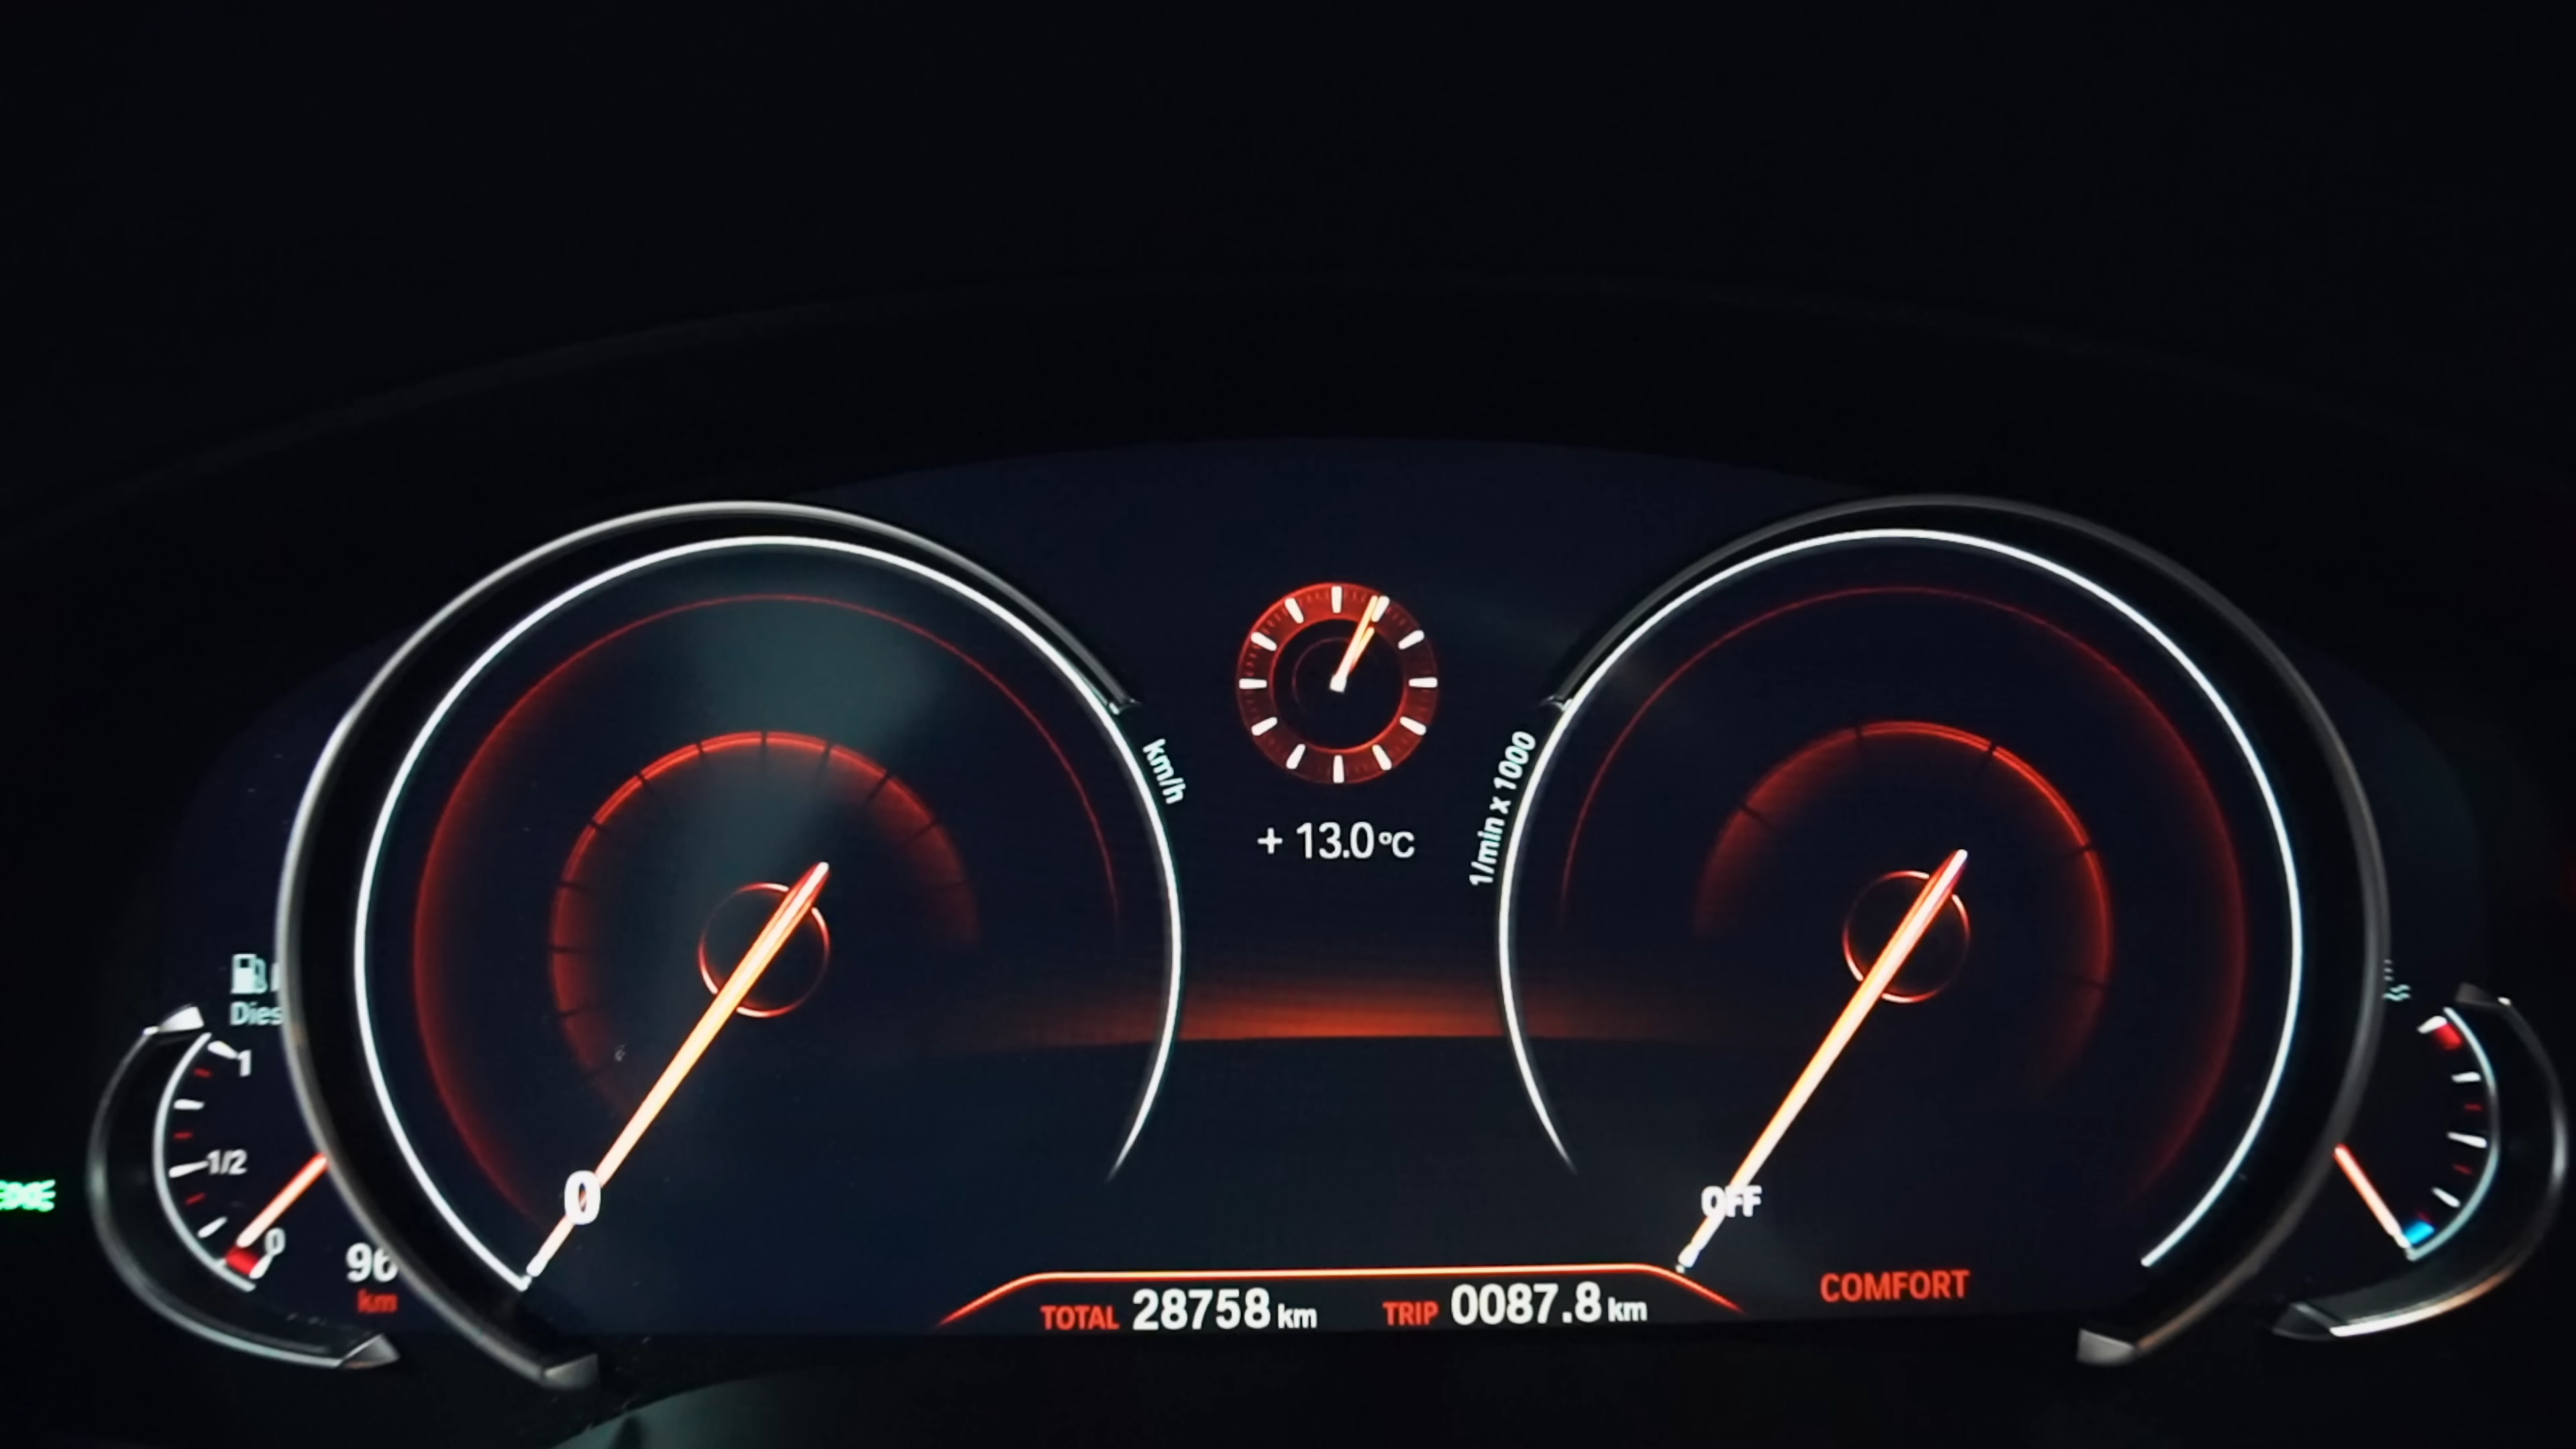 km/h
1/min x 1000
+ 13.0°C
1
1/2
0
96
km
0
OFF
COMFORT
TOTAL 28758 km TRIP 0087.8 km